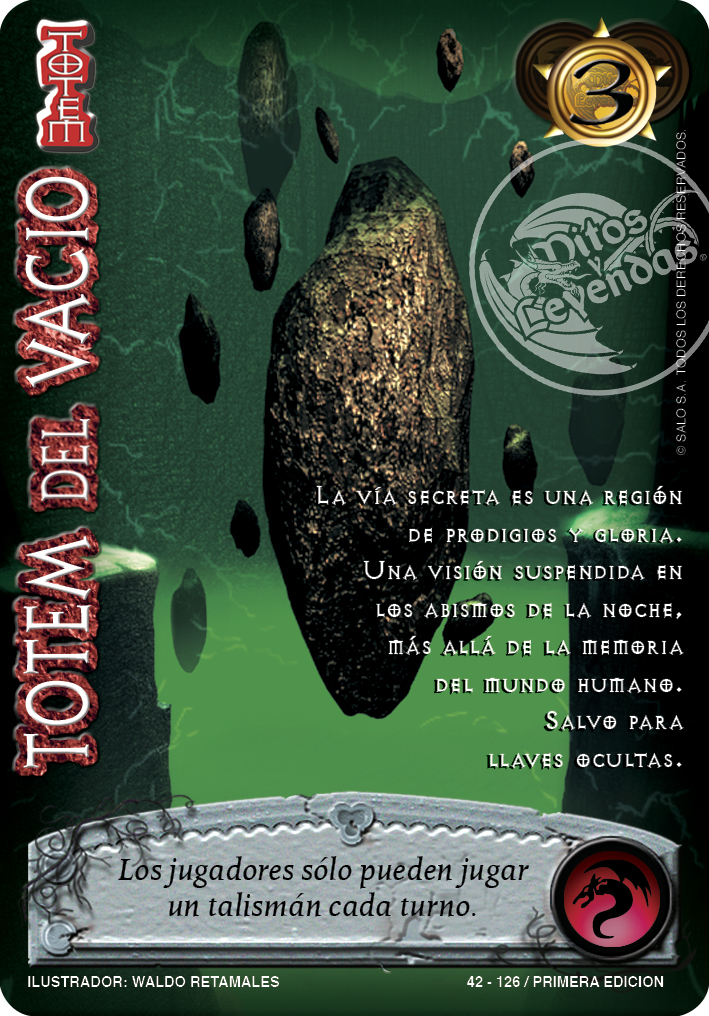 TOTEM
TOTEM DEL VACIO
3
Mitos
y
Leyendas
®
© SALO S.A. TODOS LOS DERECHOS RESERVADOS.
La vía secreta es una región
de prodigios y gloria.
Una visión suspendida en
los abismos de la noche,
más allá de la memoria
del mundo humano.
Salvo para
llaves ocultas.
Los jugadores sólo pueden jugar
un talismán cada turno.
ILUSTRADOR: WALDO RETAMALES
42 - 126 / PRIMERA EDICION